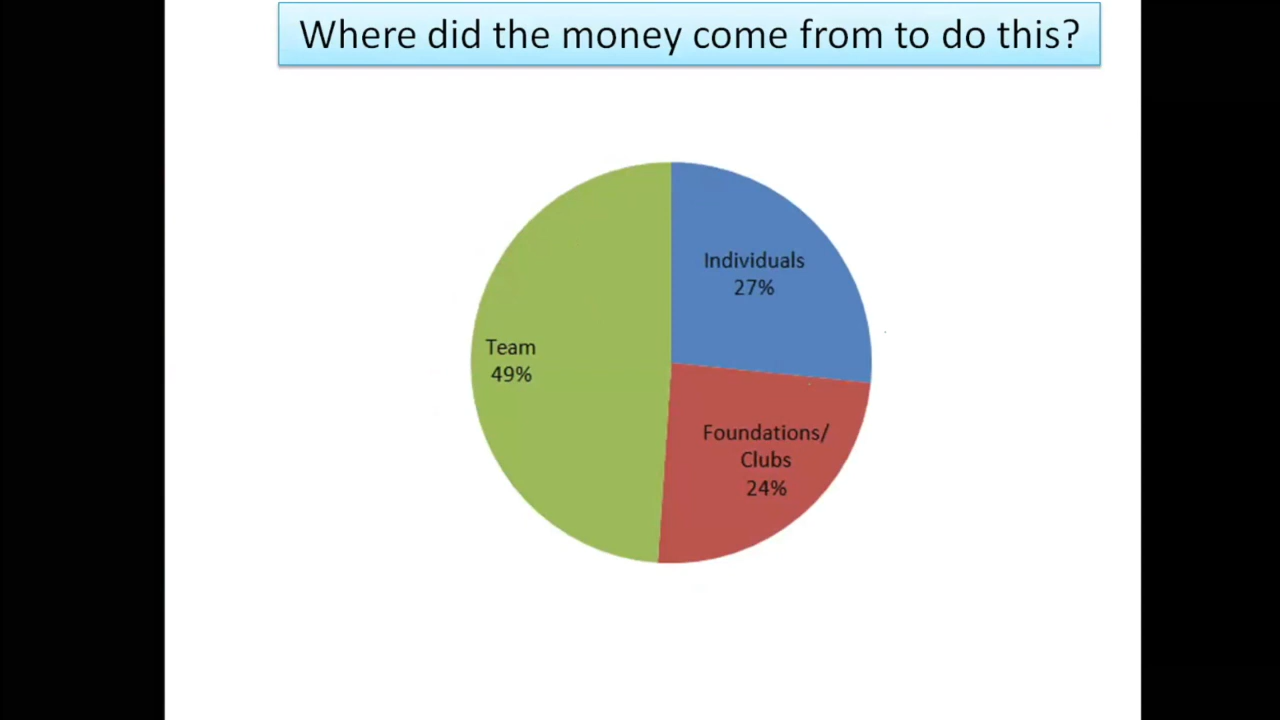 Where did the money come from to do this?
Individuals
27%
Team
49%
Foundations/
Clubs
24%